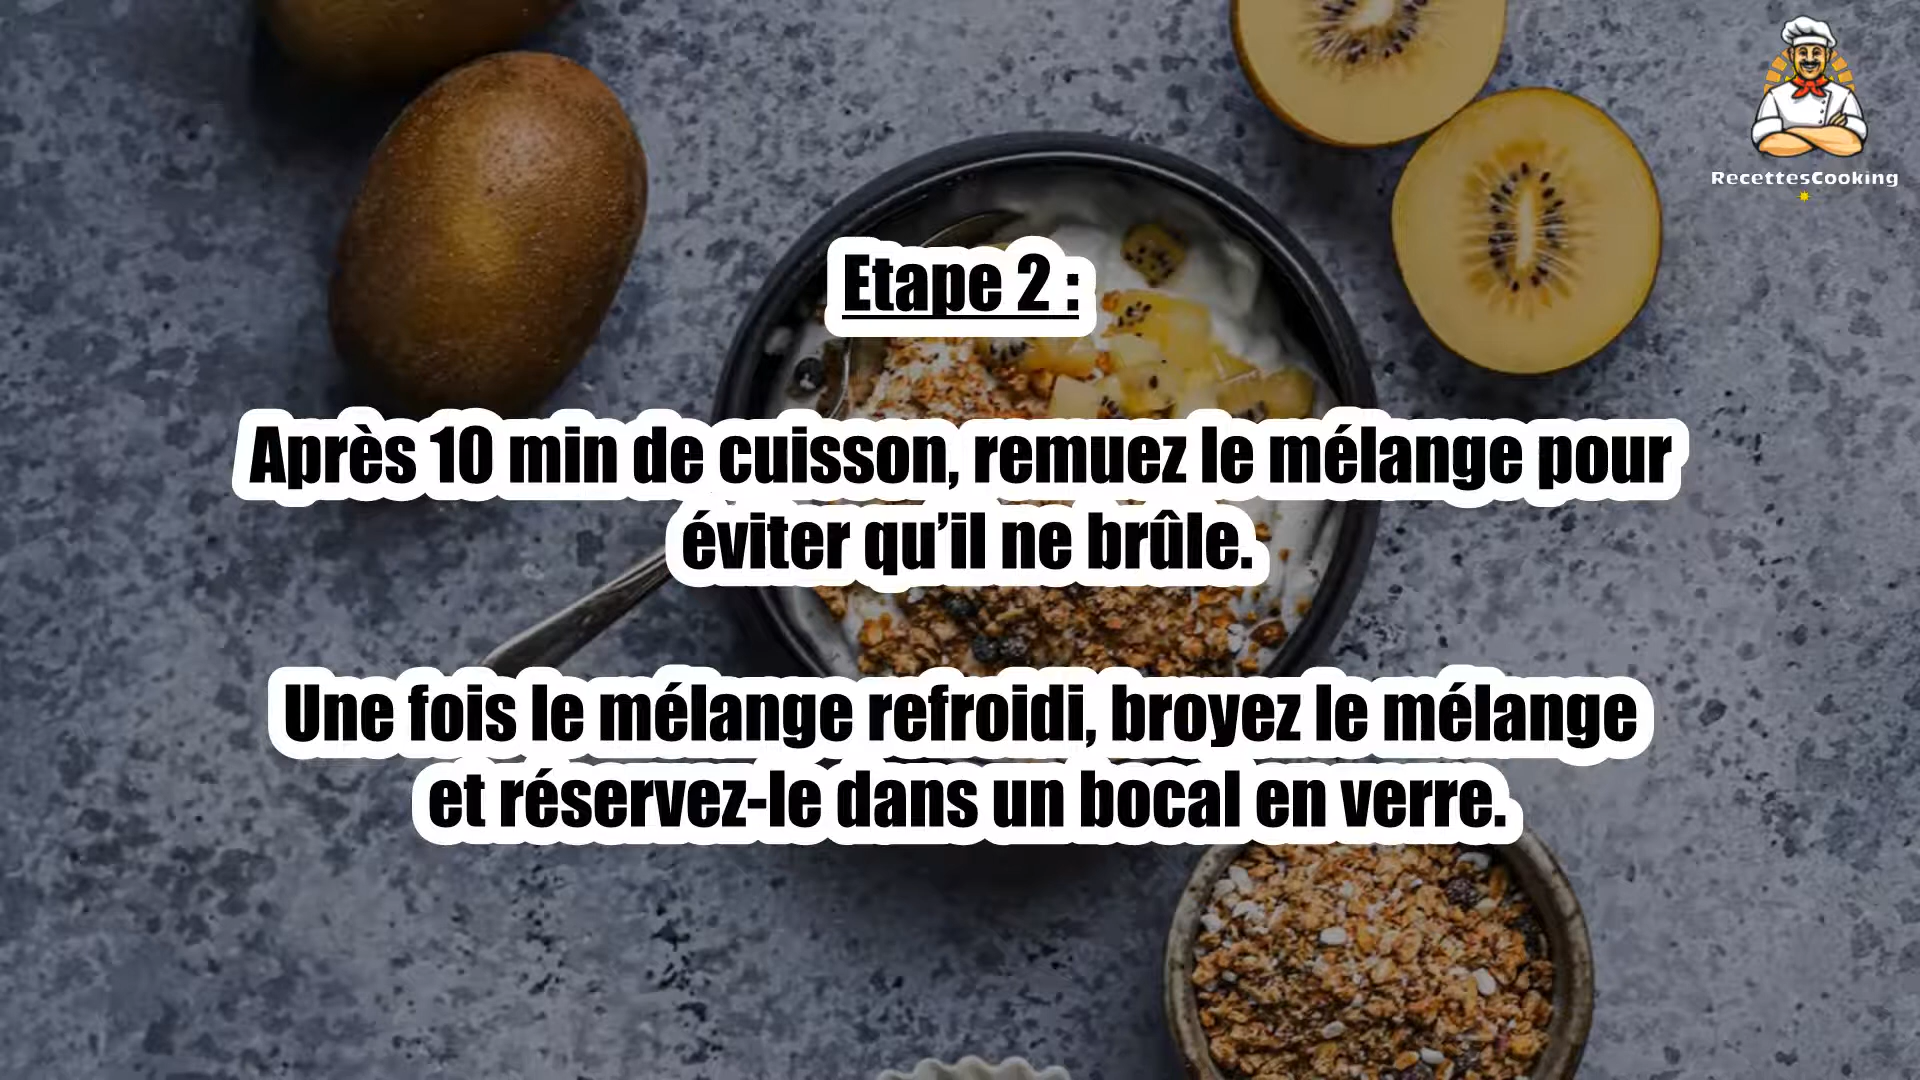 RecettesCooking
Etape 2 :
Après 10 min de cuisson, remuez le mélange pour
éviter qu’il ne brûle.
Une fois le mélange refroidi, broyez le mélange
et réservez-le dans un bocal en verre.